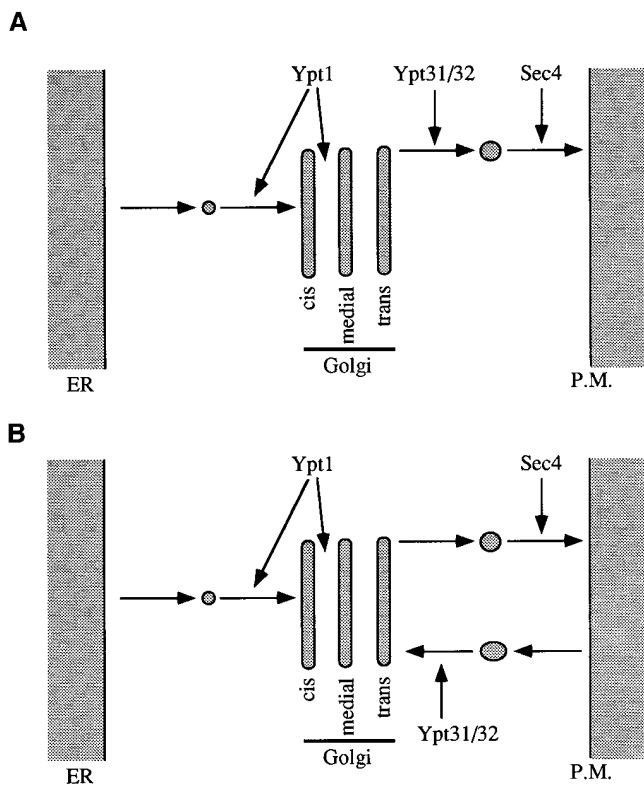 A
Ypt1
Ypt31/32
Sec4
cis
medial
trans
Golgi
ER
P.M.
B
Ypt1
Sec4
cis
medial
trans
Ypt31/32
Golgi
ER
P.M.